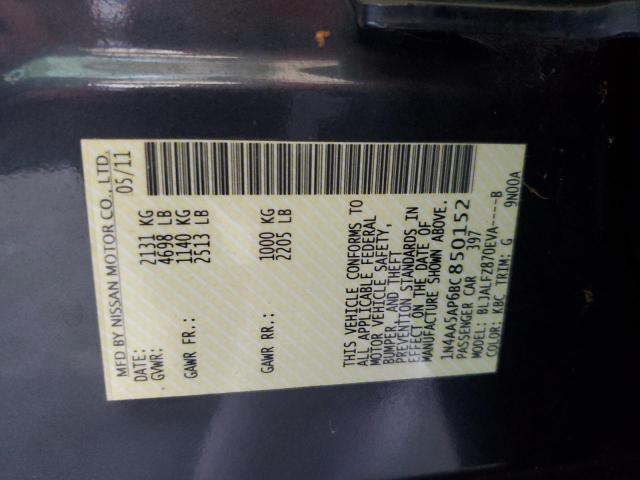 MFD BY NISSAN MOTOR CO., LTD.
DATE: 05/11
GVWR: 2131 KG
4698 LB
GAWR FR: 1140 KG
2513 LB
GAWR RR: 1000 KG
2205 LB
THIS VEHICLE CONFORMS TO
ALL APPLICABLE FEDERAL
MOTOR VEHICLE SAFETY,
BUMPER, AND THEFT
PREVENTION STANDARDS IN
EFFECT ON THE DATE OF
MANUFACTURE SHOWN ABOVE.
1N4AA5AP6BC850152
PASSENGER CAR 397
MODEL: BLJALFZ870EVA----B
COLOR: KBC TRIM: G 9N00A